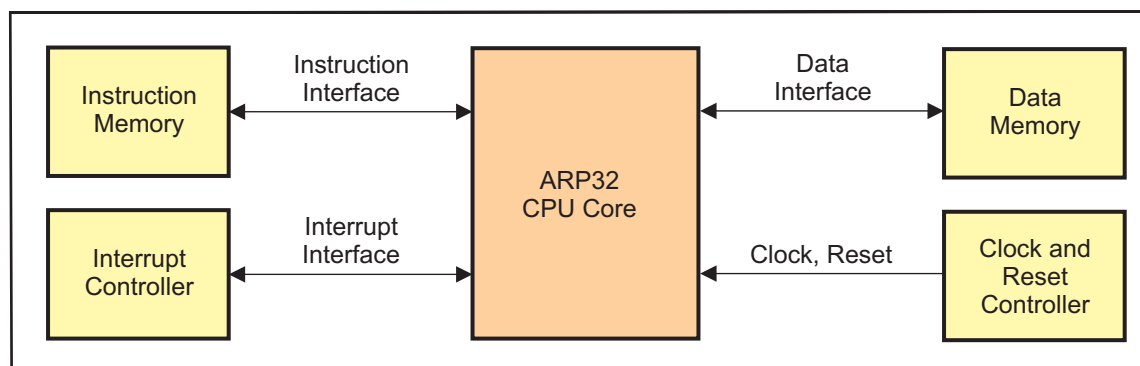 Instruction
Memory
Instruction
Interface
ARP32
CPU Core
Data
Interface
Data
Memory
Interrupt
Controller
Interrupt
Interface
Clock, Reset
Clock and
Reset
Controller